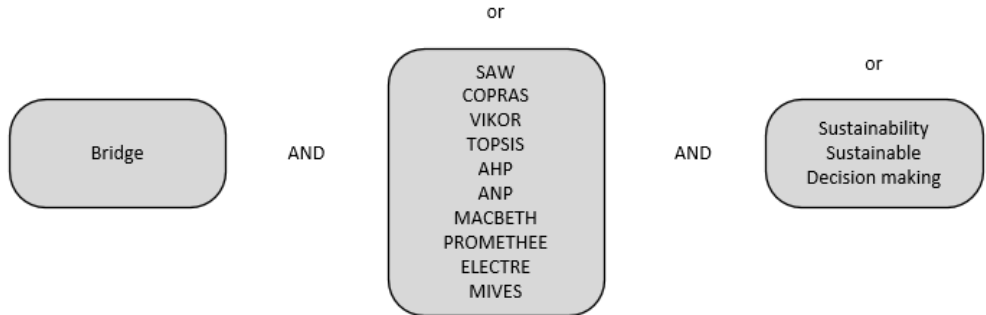 or
SAW
COPRAS
VIKOR
TOPSIS
AHP
ANP
MACBETH
PROMETHEE
ELECTRE
MIVES
Bridge
AND
AND
or
Sustainability
Sustainable
Decision making